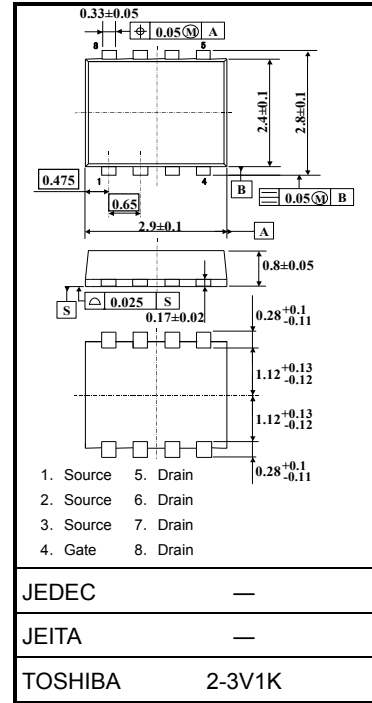 0.33±0.05
⌖ 0.05Ⓜ A
8 5
2.4±0.1
2.8±0.1
0.475
1 4
B
0.65
⌯ 0.05Ⓜ B
2.9±0.1
A
0.8±0.05
S
⌓ 0.025 S
0.17±0.02
0.28 +0.1 -0.11
1.12 +0.13 -0.12
1.12 +0.13 -0.12
0.28 +0.1 -0.11
1. Source 5. Drain
2. Source 6. Drain
3. Source 7. Drain
4. Gate 8. Drain
JEDEC —
JEITA —
TOSHIBA 2-3V1K